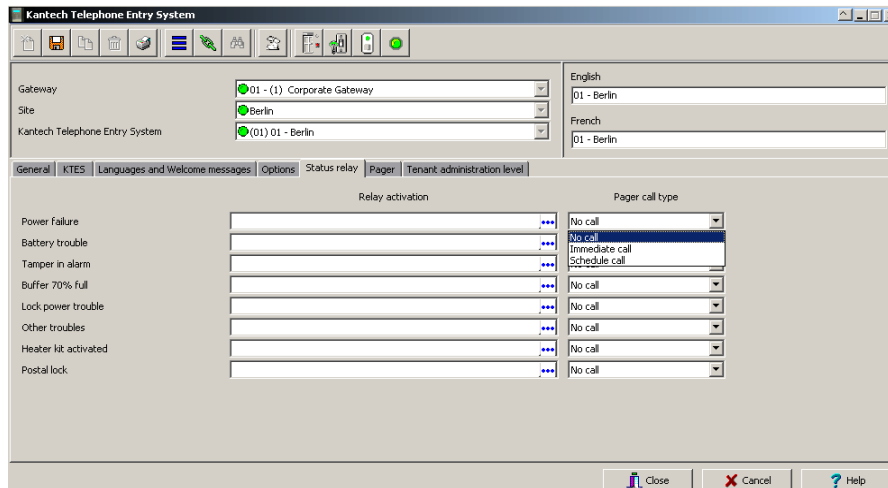 Kantech Telephone Entry System
Gateway
01 - (1) Corporate Gateway
Site
Berlin
Kantech Telephone Entry System
(01) 01 - Berlin
English
01 - Berlin
French
01 - Berlin
General KTES Languages and Welcome messages Options Status relay Pager Tenant administration level
Relay activation Pager call type
Power failure ... No call
No call
Immediate call
Schedule call
Battery trouble ...
Tamper in alarm ... No call
Buffer 70% full ... No call
Lock power trouble ... No call
Other troubles ... No call
Heater kit activated ... No call
Postal lock ... No call
Close Cancel ? Help